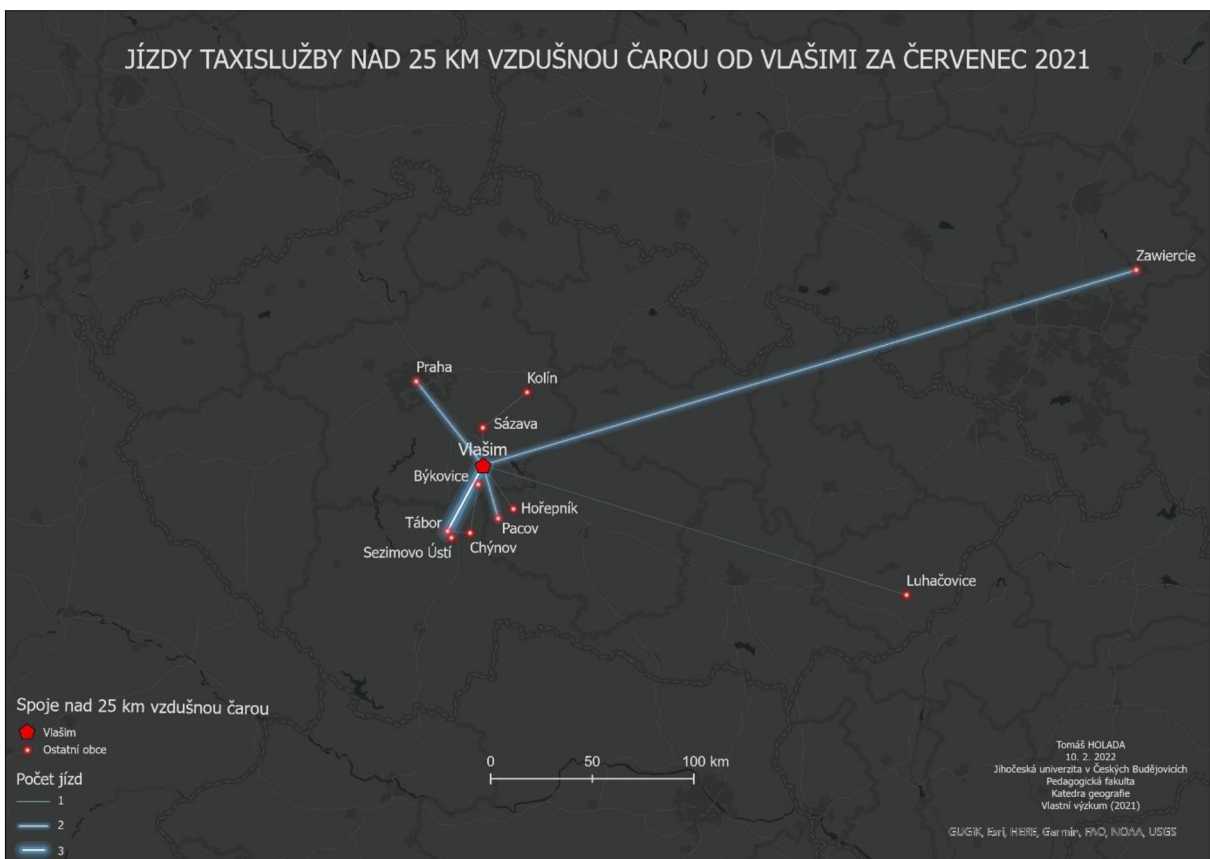 JÍZDY TAXISLUŽBY NAD 25 KM VZDUŠNOU ČAROU OD VLAŠIMI ZA ČERVENEC 2021
Zawiercie
Praha
Kolín
Sázava
Vlašim
Býkovice
Hořepník
Pacov
Tábor
Chýnov
Sezimovo Ústí
Luhačovice
Spoje nad 25 km vzdušnou čarou
Vlašim
Ostatní obce
Počet jízd
1
2
3
0 50 100 km
Tomáš HOLADA
10. 2. 2022
Jihočeská univerzita v Českých Budějovicích
Pedagogická fakulta
Katedra geografie
Vlastní výzkum (2021)
GUGiK, Esri, HERE, Garmin, FAO, NOAA, USGS